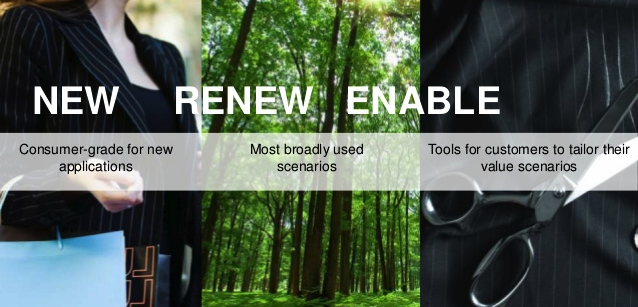 NEW RENEW ENABLE
Consumer-grade for new
applications
Most broadly used
scenarios
Tools for customers to tailor their
value scenarios